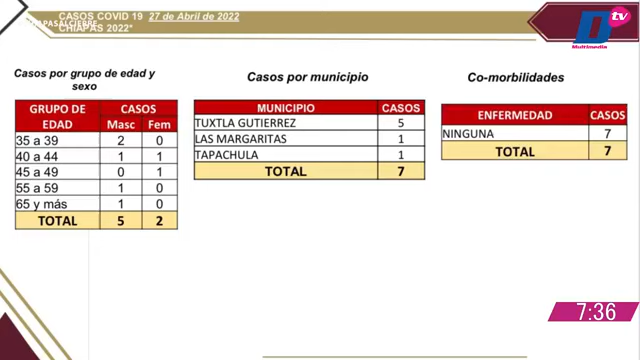 CASOS COVID 19 27 de Abril de 2022
CHIAPAS 2022*
tv
Multimedia
Casos por grupo de edad y
sexo
GRUPO DE EDAD CASOS
Masc Fem
35 a 39 2 0
40 a 44 1 1
45 a 49 0 1
55 a 59 1 0
65 y más 1 0
TOTAL 5 2
Casos por municipio
MUNICIPIO CASOS
TUXTLA GUTIERREZ 5
LAS MARGARITAS 1
TAPACHULA 1
TOTAL 7
Co-morbilidades
ENFERMEDAD CASOS
NINGUNA 7
TOTAL 7
7:36